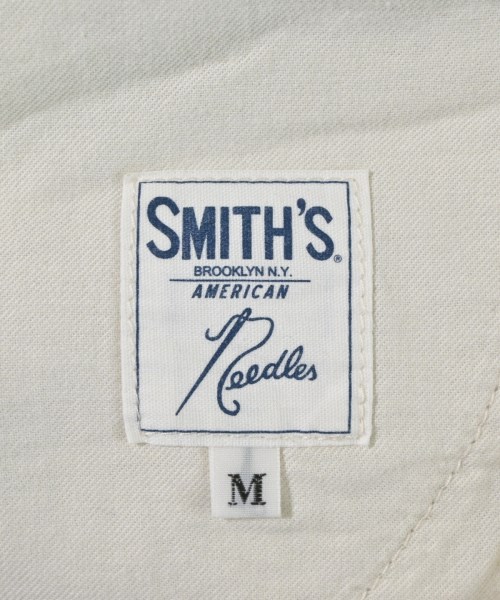 SMITH'S®
BROOKLYN N.Y.
AMERICAN
Needles
M